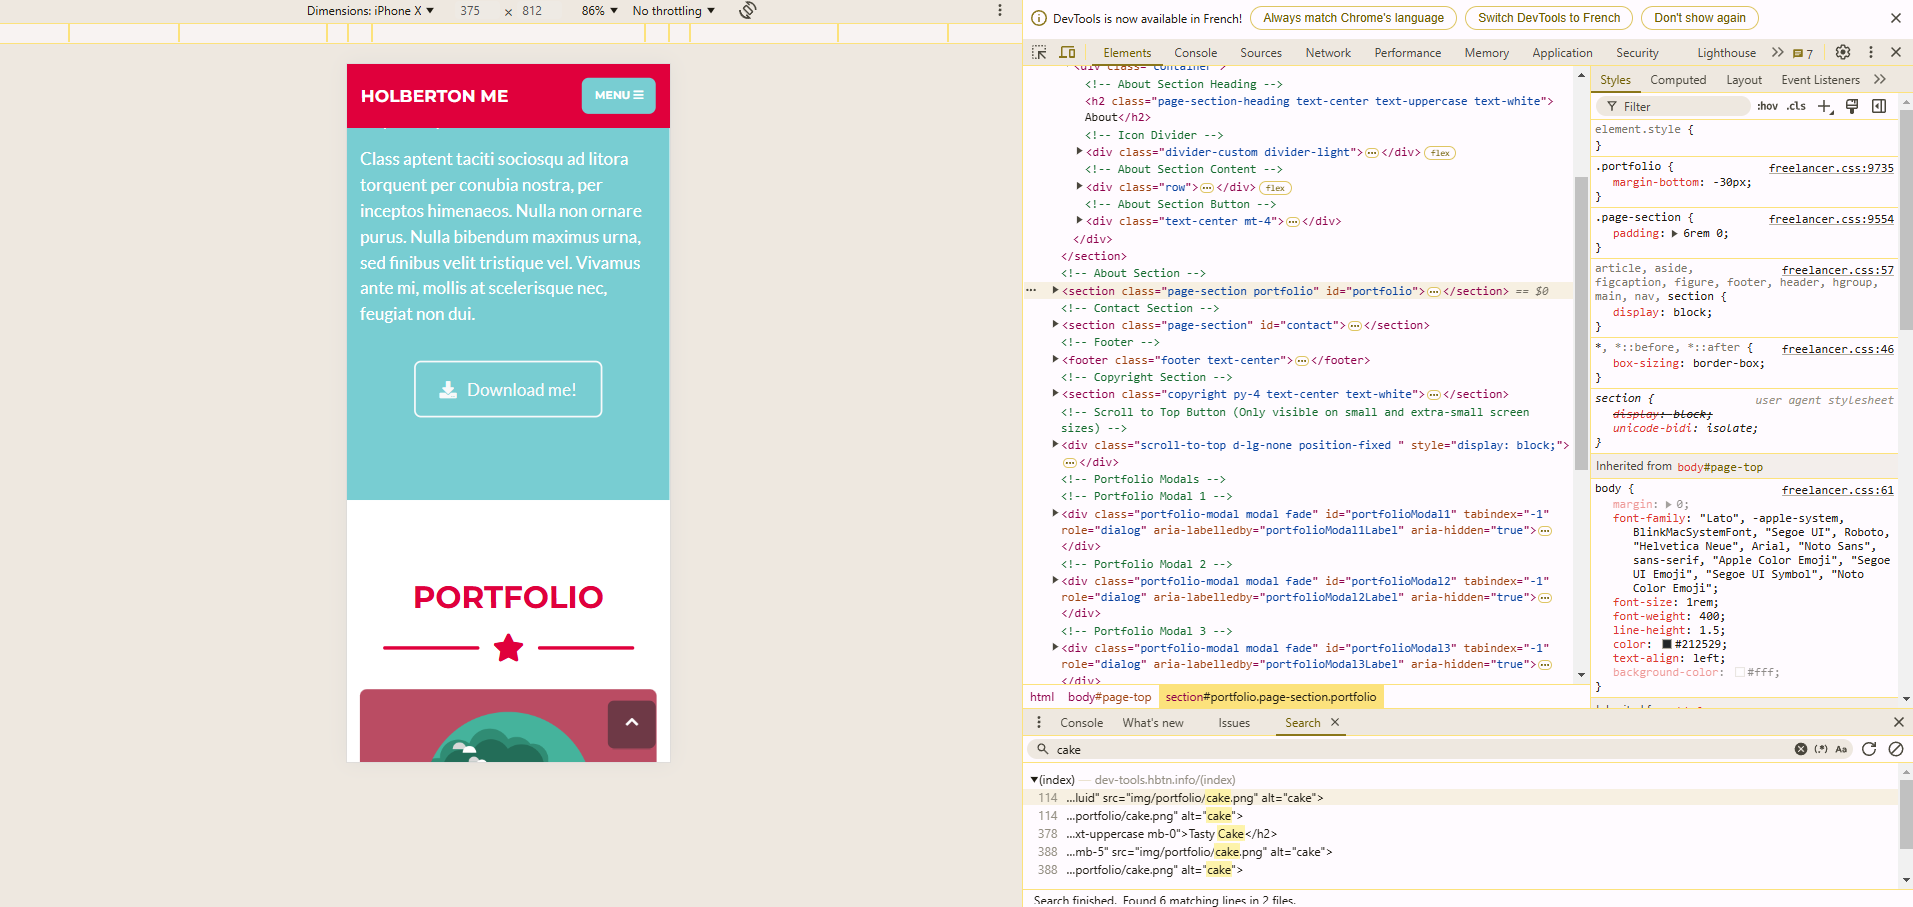 Dimensions: iPhone X ▼ 375 × 812 86% ▼ No throttling ▼
HOLBERTON ME
MENU
Class aptent taciti sociosqu ad litora
torquent per conubia nostra, per
inceptos himenaeos. Nulla non ornare
purus. Nulla bibendum maximus urna,
sed finibus velit tristique vel. Vivamus
ante mi, mollis at scelerisque nec,
feugiat non dui.
Download me!
PORTFOLIO
DevTools is now available in French! Always match Chrome's language Switch DevTools to French Don't show again
Elements Console Sources Network Performance Memory Application Security Lighthouse 7
<div class="container">
<!-- About Section Heading -->
<h2 class="page-section-heading text-center text-uppercase text-white">
About</h2>
<!-- Icon Divider -->
<div class="divider-custom divider-light">…</div> flex
<!-- About Section Content -->
<div class="row">…</div> flex
<!-- About Section Button -->
<div class="text-center mt-4">…</div>
</div>
</section>
<!-- About Section -->
<section class="page-section portfolio" id="portfolio">…</section> == $0
<!-- Contact Section -->
<section class="page-section" id="contact">…</section>
<!-- Footer -->
<footer class="footer text-center">…</footer>
<!-- Copyright Section -->
<section class="copyright py-4 text-center text-white">…</section>
<!-- Scroll to Top Button (Only visible on small and extra-small screen
sizes) -->
<div class="scroll-to-top d-lg-none position-fixed " style="display: block;">
…</div>
<!-- Portfolio Modals -->
<!-- Portfolio Modal 1 -->
<div class="portfolio-modal modal fade" id="portfolioModal1" tabindex="-1"
role="dialog" aria-labelledby="portfolioModal1Label" aria-hidden="true">…
</div>
<!-- Portfolio Modal 2 -->
<div class="portfolio-modal modal fade" id="portfolioModal2" tabindex="-1"
role="dialog" aria-labelledby="portfolioModal2Label" aria-hidden="true">…
</div>
<!-- Portfolio Modal 3 -->
<div class="portfolio-modal modal fade" id="portfolioModal3" tabindex="-1"
role="dialog" aria-labelledby="portfolioModal3Label" aria-hidden="true">…
</div>
html body#page-top section#portfolio.page-section.portfolio
Styles Computed Layout Event Listeners
Filter :hov .cls
element.style {
}
.portfolio { freelancer.css:9735
margin-bottom: -30px;
}
.page-section { freelancer.css:9554
padding: 6rem 0;
}
article, aside, freelancer.css:57
figcaption, figure, footer, header, hgroup,
main, nav, section {
display: block;
}
*, *::before, *::after { freelancer.css:46
box-sizing: border-box;
}
section { user agent stylesheet
display: block;
unicode-bidi: isolate;
}
Inherited from body#page-top
body { freelancer.css:61
margin: 0;
font-family: "Lato", -apple-system,
BlinkMacSystemFont, "Segoe UI", Roboto,
"Helvetica Neue", Arial, "Noto Sans",
sans-serif, "Apple Color Emoji", "Segoe
UI Emoji", "Segoe UI Symbol", "Noto
Color Emoji";
font-size: 1rem;
font-weight: 400;
line-height: 1.5;
color: #212529;
text-align: left;
background-color: #fff;
}
Console What's new Issues Search
cake (.*) Aa
▼(index) — dev-tools.hbtn.info/(index)
114 ...luid" src="img/portfolio/cake.png" alt="cake">
114 ...portfolio/cake.png" alt="cake">
378 ...xt-uppercase mb-0">Tasty Cake</h2>
388 ...mb-5" src="img/portfolio/cake.png" alt="cake">
388 ...portfolio/cake.png" alt="cake">
Search finished. Found 6 matching lines in 2 files.